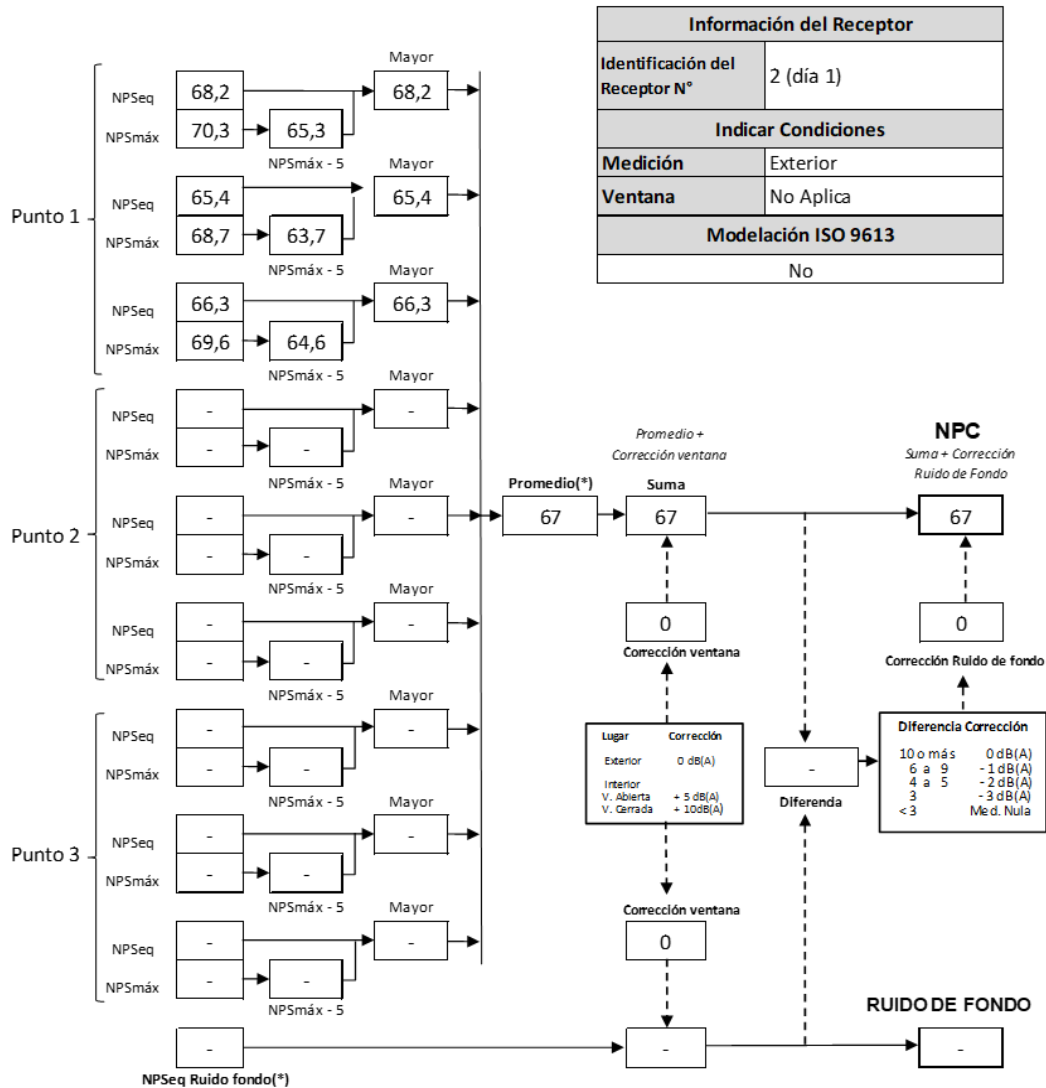 Información del Receptor
Identificación del Receptor N°
2 (día 1)
Indicar Condiciones
Medición
Exterior
Ventana
No Aplica
Modelación ISO 9613
No
Punto 1
Mayor
NPSeq
68,2
68,2
NPSmáx
70,3
65,3
NPSmáx - 5
Mayor
NPSeq
65,4
65,4
NPSmáx
68,7
63,7
NPSmáx - 5
Mayor
NPSeq
66,3
66,3
NPSmáx
69,6
64,6
NPSmáx - 5
Punto 2
Mayor
NPSeq
-
-
NPSmáx
-
-
NPSmáx - 5
Mayor
NPSeq
-
-
NPSmáx
-
-
NPSmáx - 5
Mayor
NPSeq
-
-
NPSmáx
-
-
NPSmáx - 5
Punto 3
Mayor
NPSeq
-
-
NPSmáx
-
-
NPSmáx - 5
Mayor
NPSeq
-
-
NPSmáx
-
-
NPSmáx - 5
Mayor
NPSeq
-
-
NPSmáx
-
-
NPSmáx - 5
-
NPSeq Ruido fondo(*)
Promedio(*)
67
Promedio +
Corrección ventana
Suma
67
0
Corrección ventana
Lugar Corrección
Exterior 0 dB(A)
Interior
V. Abierta + 5 dB(A)
V. Cerrada + 10dB(A)
Corrección ventana
0
-
NPC
Suma + Corrección
Ruido de Fondo
67
0
Corrección Ruido de fondo
-
Diferenda
Diferencia Corrección
10 o más 0 dB(A)
6 a 9 - 1 dB(A)
4 a 5 - 2 dB(A)
3 - 3 dB(A)
< 3 Med. Nula
RUIDO DE FONDO
-